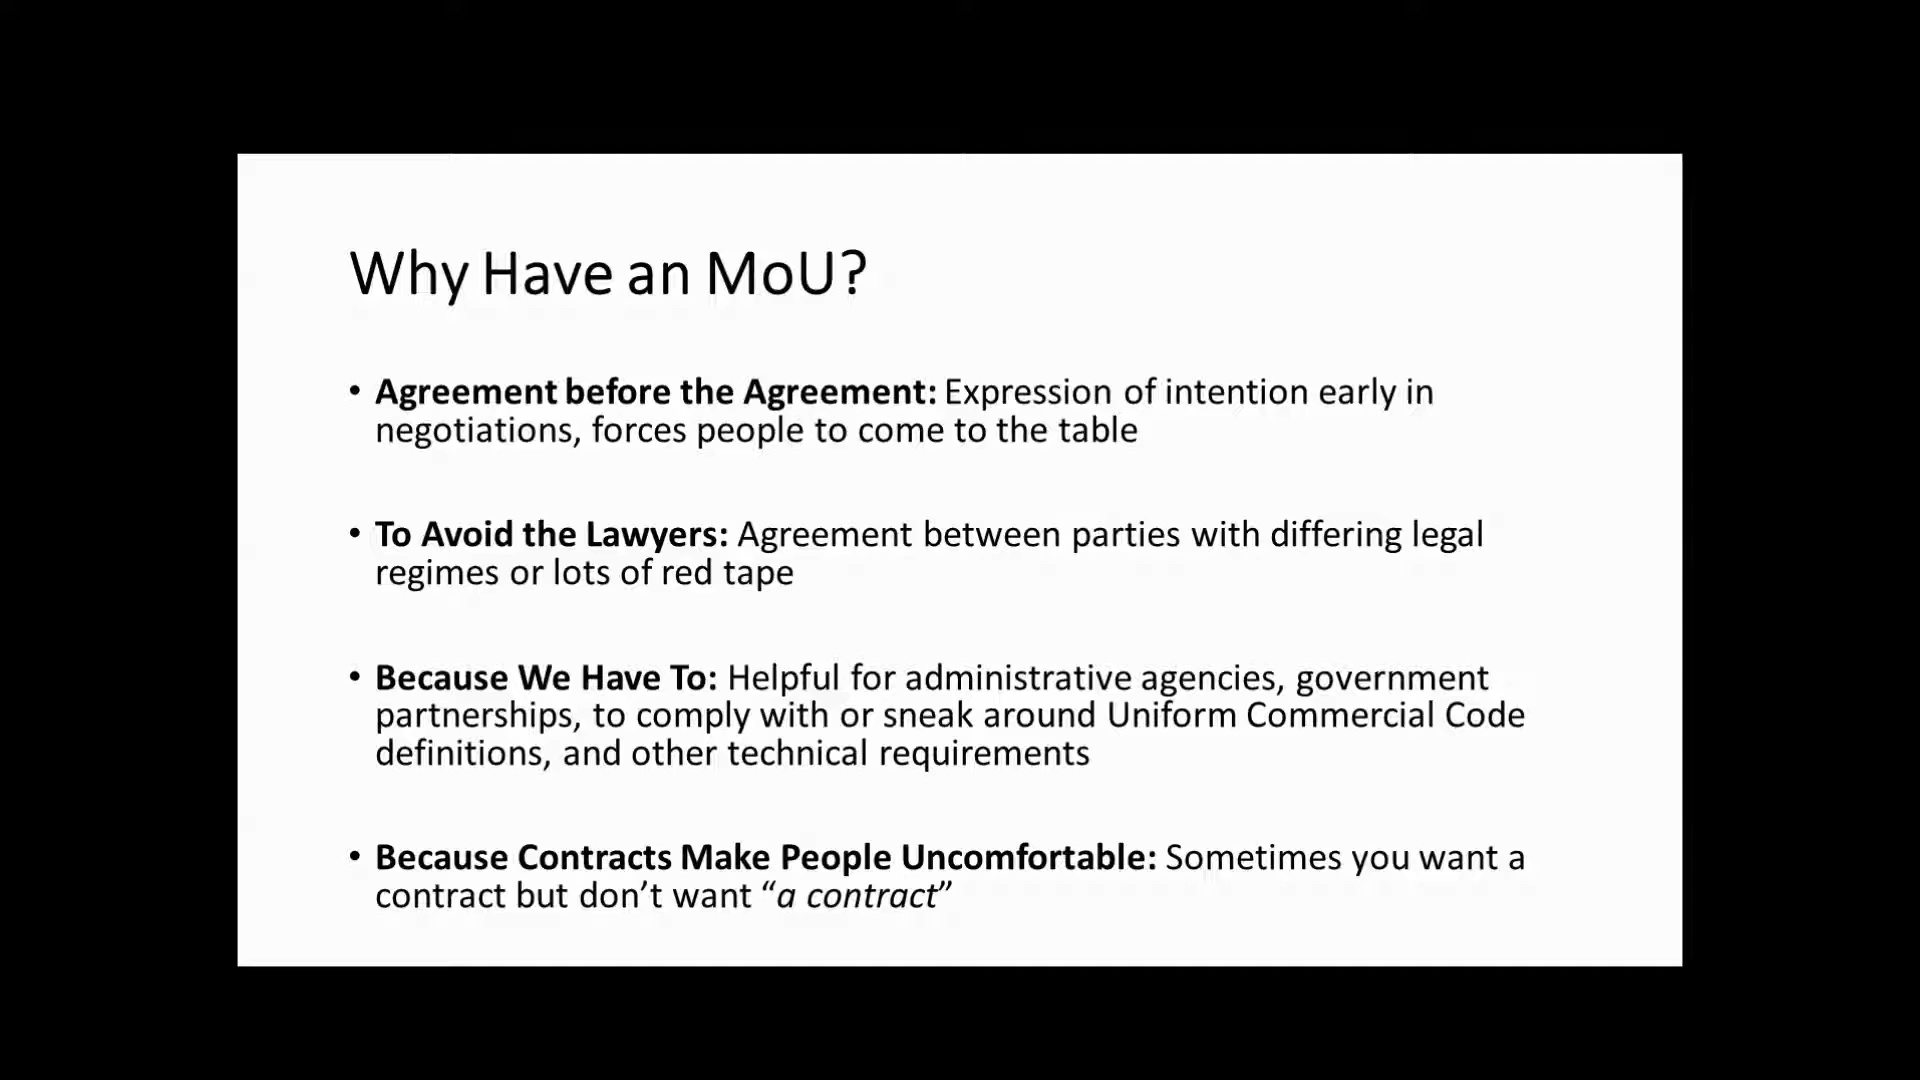 Why Have an MoU?
• Agreement before the Agreement: Expression of intention early in
negotiations, forces people to come to the table
• To Avoid the Lawyers: Agreement between parties with differing legal
regimes or lots of red tape
• Because We Have To: Helpful for administrative agencies, government
partnerships, to comply with or sneak around Uniform Commercial Code
definitions, and other technical requirements
• Because Contracts Make People Uncomfortable: Sometimes you want a
contract but don’t want “a contract”